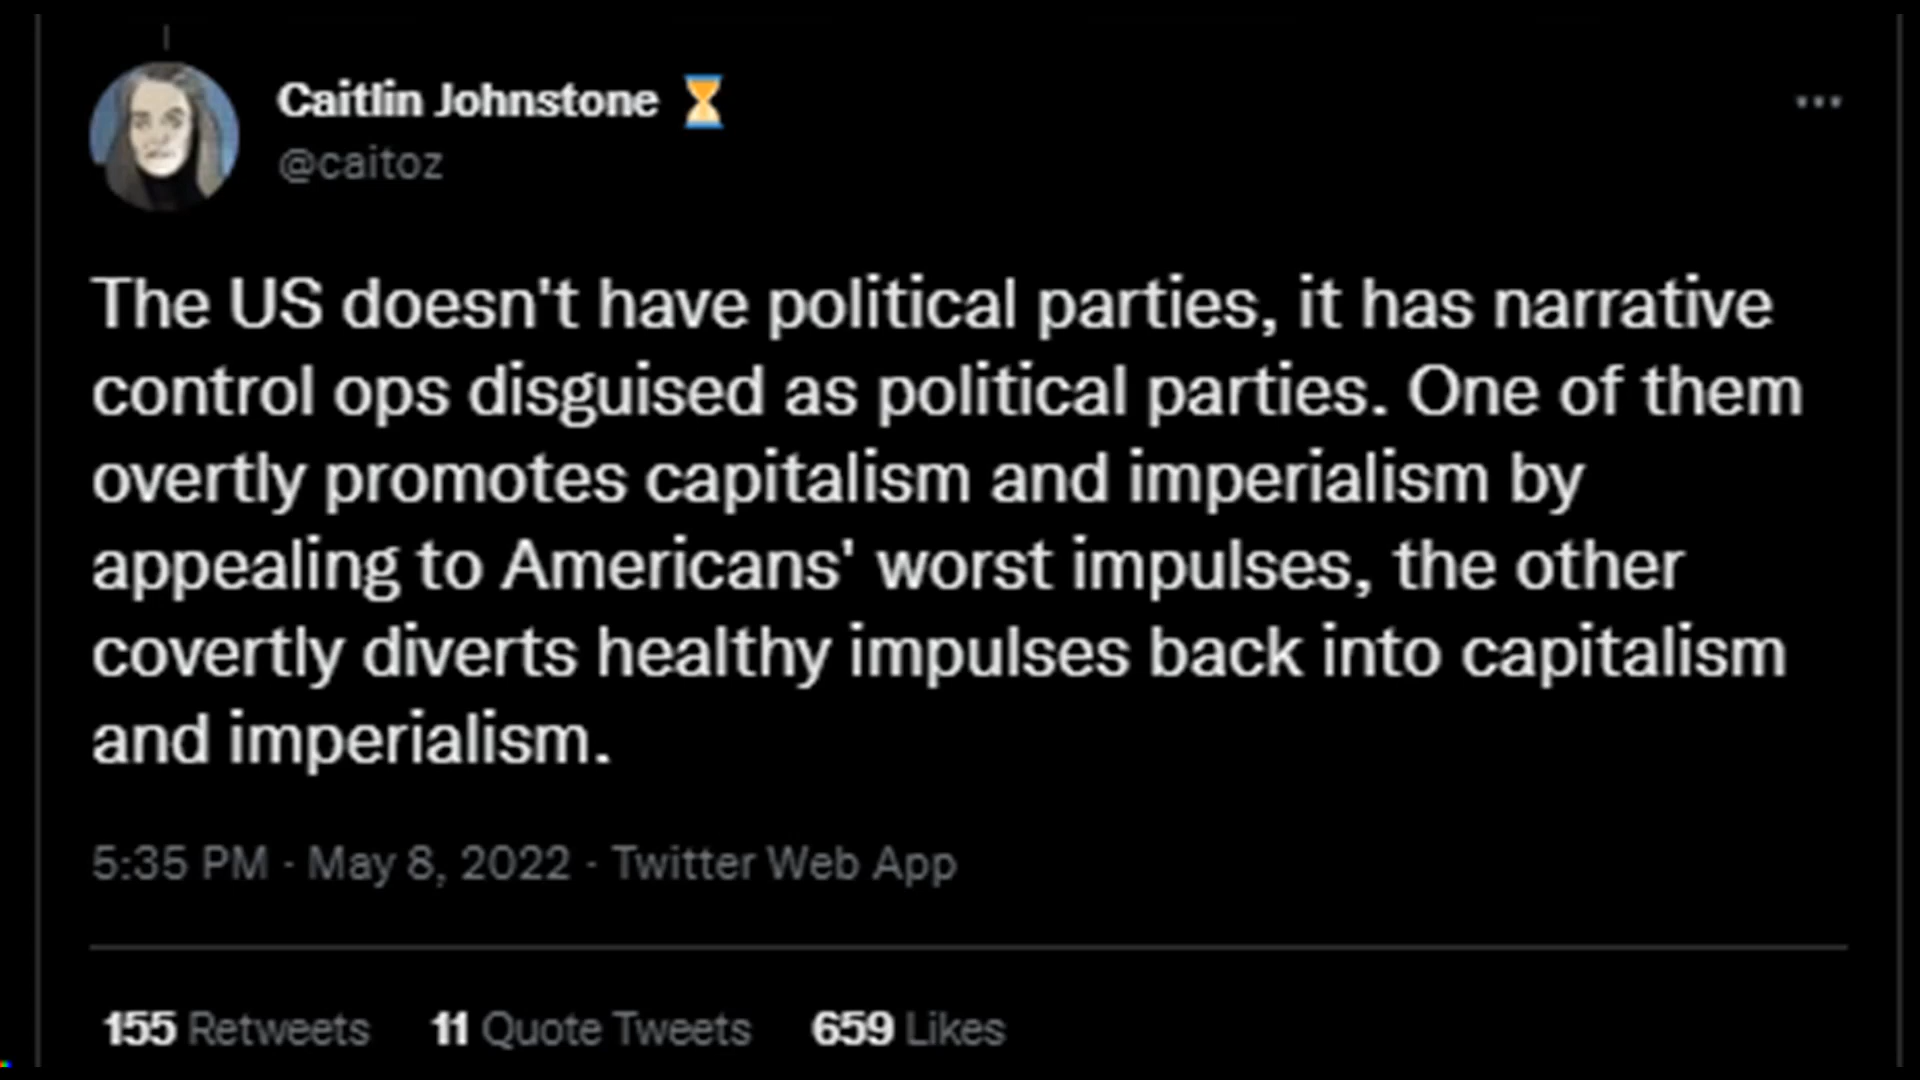 Caitlin Johnstone ⏳
@caitoz
The US doesn't have political parties, it has narrative
control ops disguised as political parties. One of them
overtly promotes capitalism and imperialism by
appealing to Americans' worst impulses, the other
covertly diverts healthy impulses back into capitalism
and imperialism.
5:35 PM · May 8, 2022 · Twitter Web App
155 Retweets 11 Quote Tweets 659 Likes